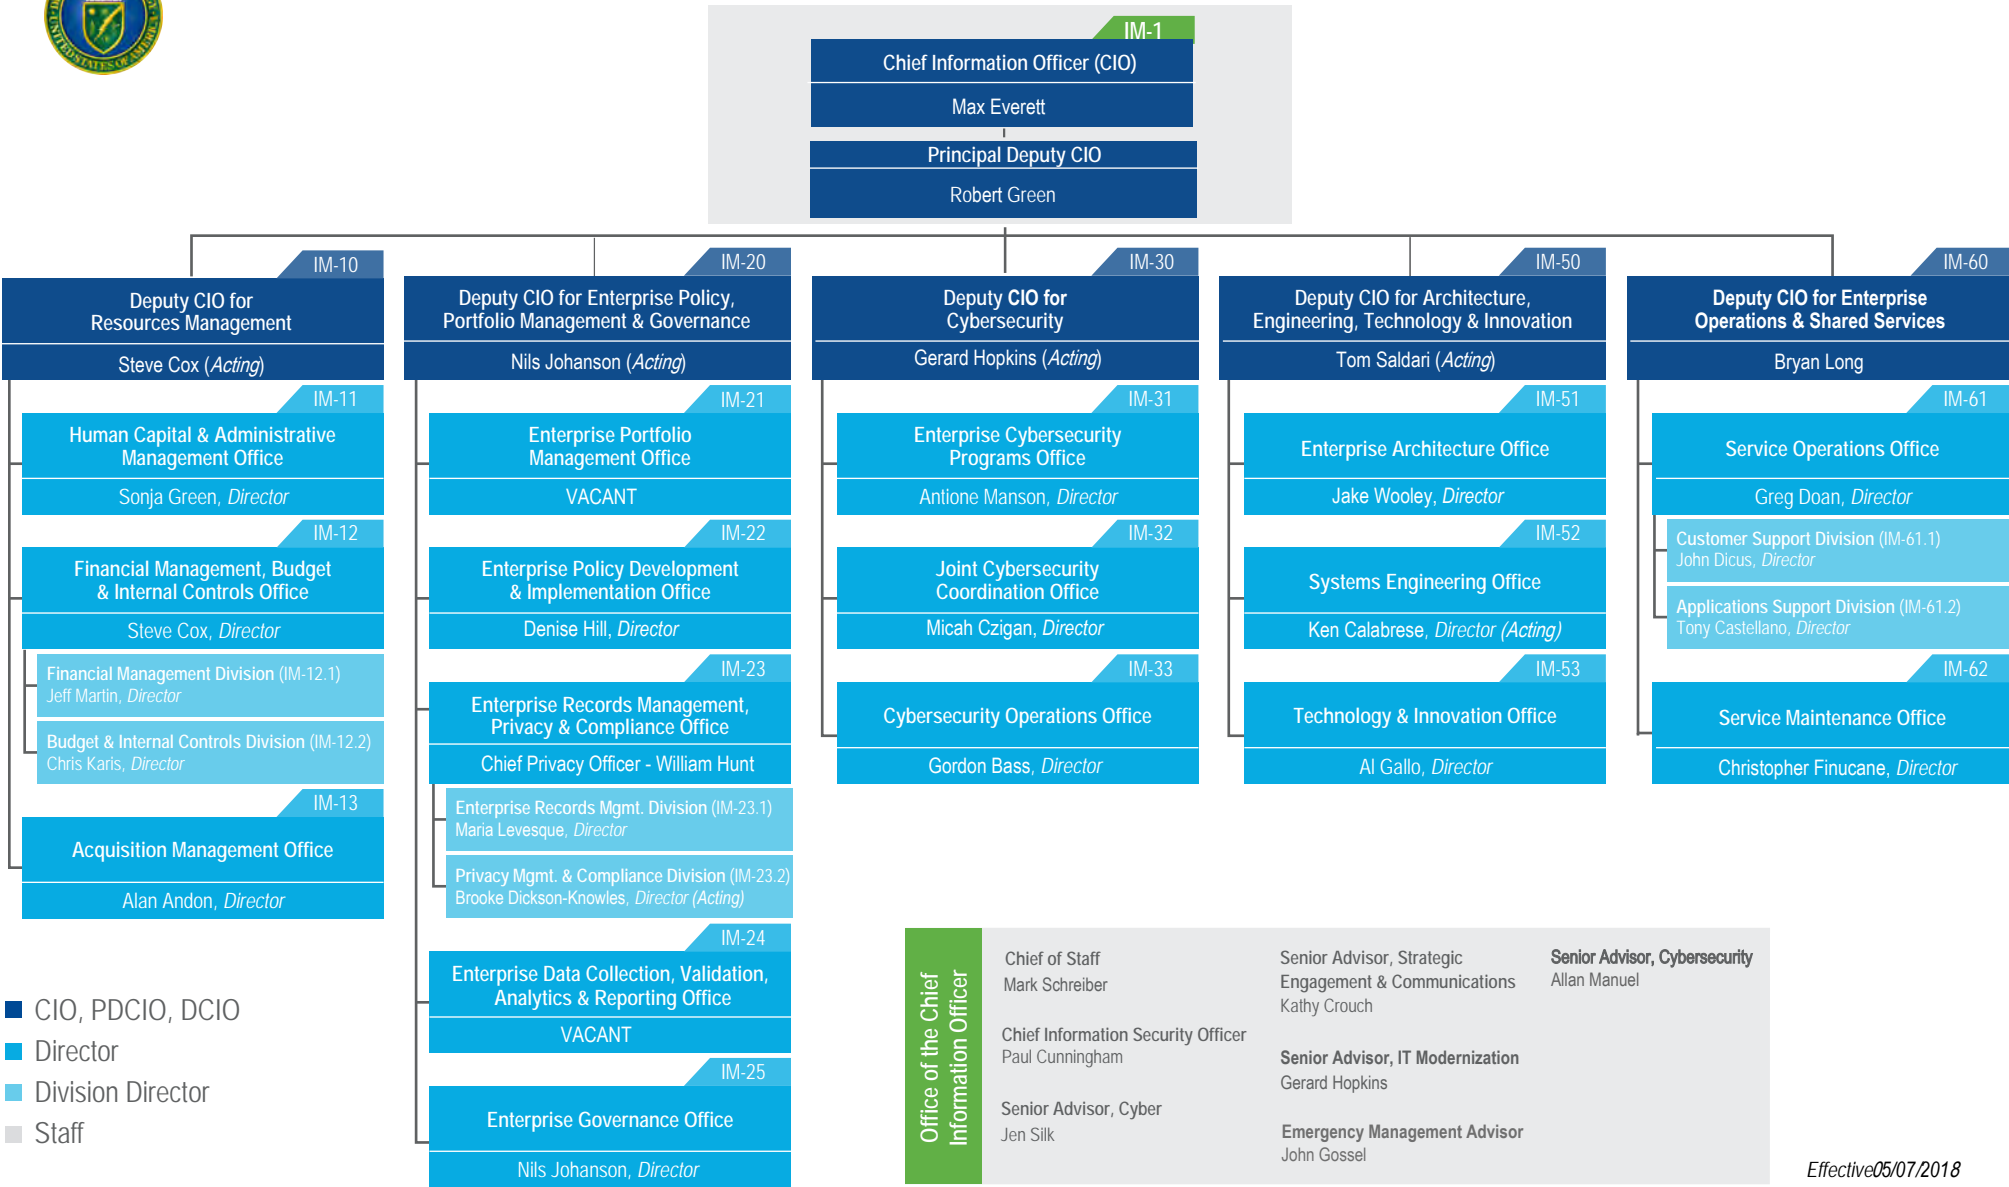 UNITED STATES OF AMERICA
IM-1
Chief Information Officer (CIO)
Max Everett
Principal Deputy CIO
Robert Green
IM-10
Deputy CIO for
Resources Management
Steve Cox (Acting)
IM-11
Human Capital & Administrative
Management Office
Sonja Green, Director
IM-12
Financial Management, Budget
& Internal Controls Office
Steve Cox, Director
Financial Management Division (IM-12.1)
Jeff Martin, Director
Budget & Internal Controls Division (IM-12.2)
Chris Karis, Director
IM-13
Acquisition Management Office
Alan Andon, Director
IM-20
Deputy CIO for Enterprise Policy,
Portfolio Management & Governance
Nils Johanson (Acting)
IM-21
Enterprise Portfolio
Management Office
VACANT
IM-22
Enterprise Policy Development
& Implementation Office
Denise Hill, Director
IM-23
Enterprise Records Management,
Privacy & Compliance Office
Chief Privacy Officer - William Hunt
Enterprise Records Mgmt. Division (IM-23.1)
Maria Levesque, Director
Privacy Mgmt. & Compliance Division (IM-23.2)
Brooke Dickson-Knowles, Director (Acting)
IM-24
Enterprise Data Collection, Validation,
Analytics & Reporting Office
VACANT
IM-25
Enterprise Governance Office
Nils Johanson, Director
IM-30
Deputy CIO for
Cybersecurity
Gerard Hopkins (Acting)
IM-31
Enterprise Cybersecurity
Programs Office
Antione Manson, Director
IM-32
Joint Cybersecurity
Coordination Office
Micah Czigan, Director
IM-33
Cybersecurity Operations Office
Gordon Bass, Director
IM-50
Deputy CIO for Architecture,
Engineering, Technology & Innovation
Tom Saldari (Acting)
IM-51
Enterprise Architecture Office
Jake Wooley, Director
IM-52
Systems Engineering Office
Ken Calabrese, Director (Acting)
IM-53
Technology & Innovation Office
Al Gallo, Director
IM-60
Deputy CIO for Enterprise
Operations & Shared Services
Bryan Long
IM-61
Service Operations Office
Greg Doan, Director
Customer Support Division (IM-61.1)
John Dicus, Director
Applications Support Division (IM-61.2)
Tony Castellano, Director
IM-62
Service Maintenance Office
Christopher Finucane, Director
CIO, PDCIO, DCIO
Director
Division Director
Staff
Office of the Chief
Information Officer
Chief of Staff
Mark Schreiber
Chief Information Security Officer
Paul Cunningham
Senior Advisor, Cyber
Jen Silk
Senior Advisor, Strategic
Engagement & Communications
Kathy Crouch
Senior Advisor, IT Modernization
Gerard Hopkins
Emergency Management Advisor
John Gossel
Senior Advisor, Cybersecurity
Allan Manuel
Effective05/07/2018